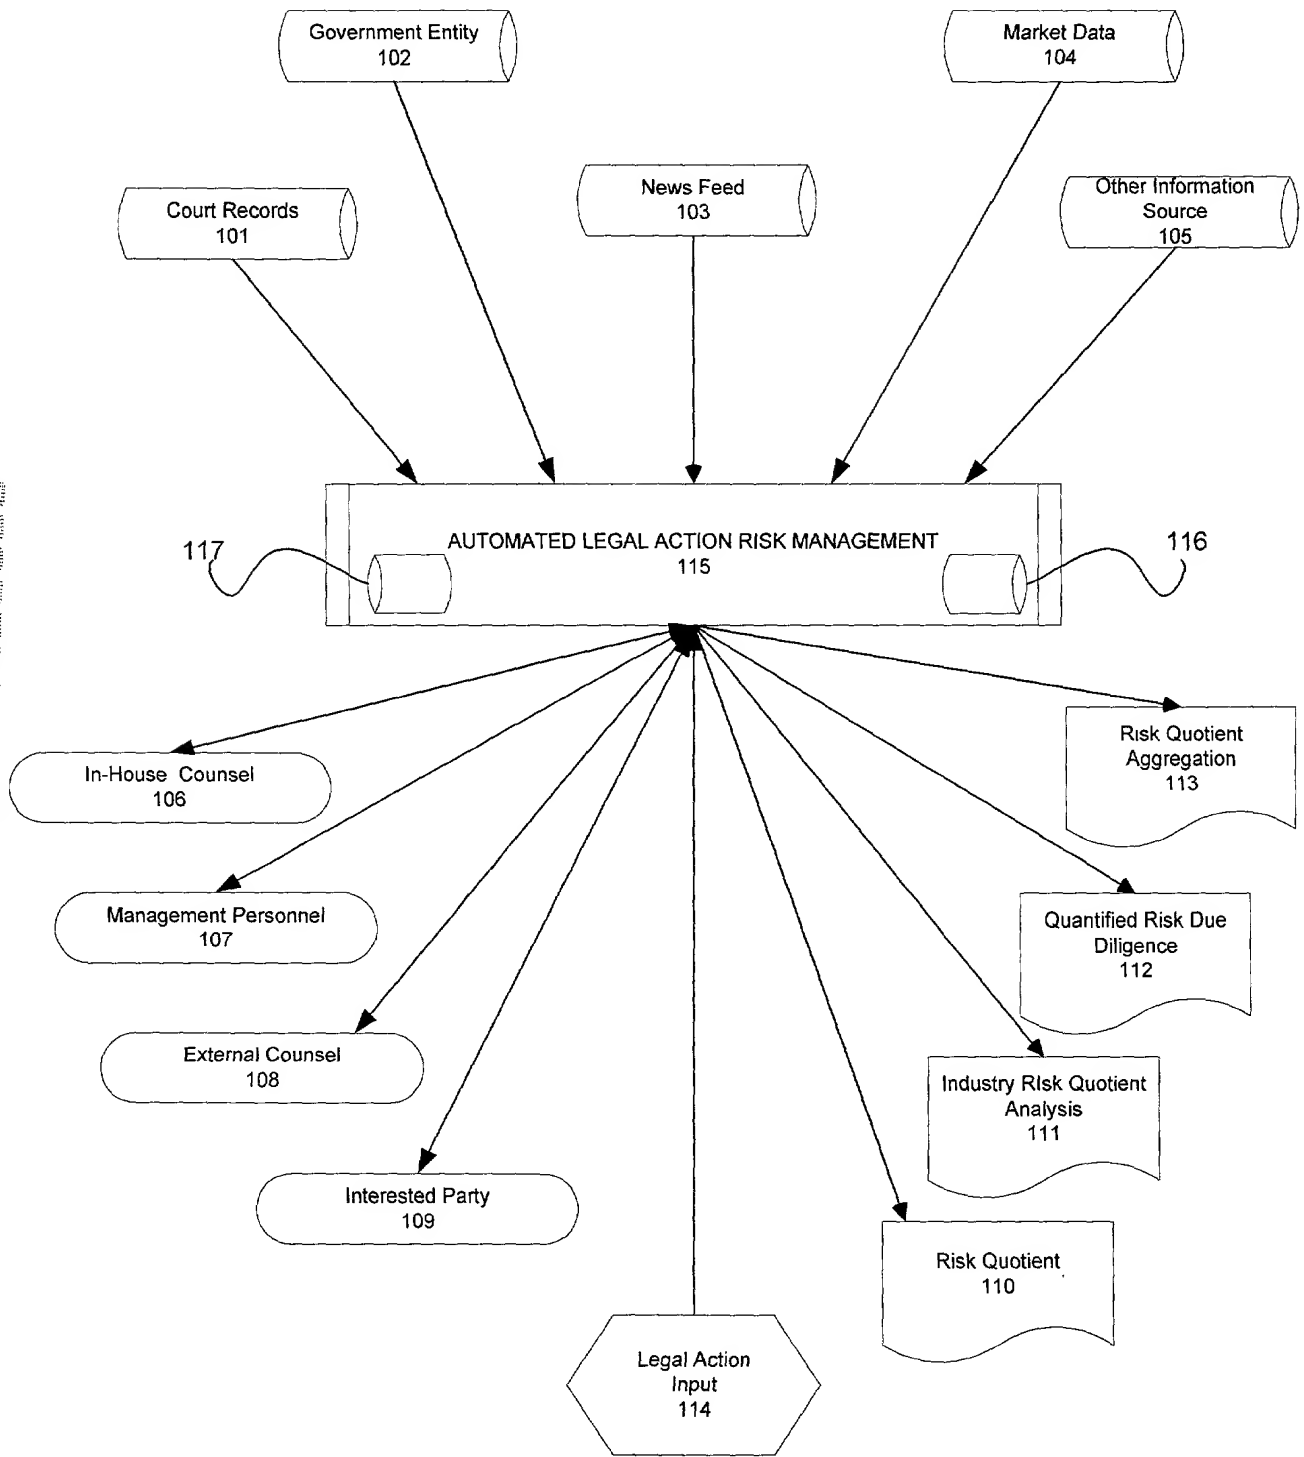 Government Entity
102
Market Data
104
News Feed
103
Other Information
Source
105
Court Records
101
AUTOMATED LEGAL ACTION RISK MANAGEMENT
115
117
116
Risk Quotient
Aggregation
113
In-House Counsel
106
Management Personnel
107
Quantified Risk Due
Diligence
112
External Counsel
108
Industry RIsk Quotient
Analysis
111
Interested Party
109
Risk Quotient
110
Legal Action
Input
114